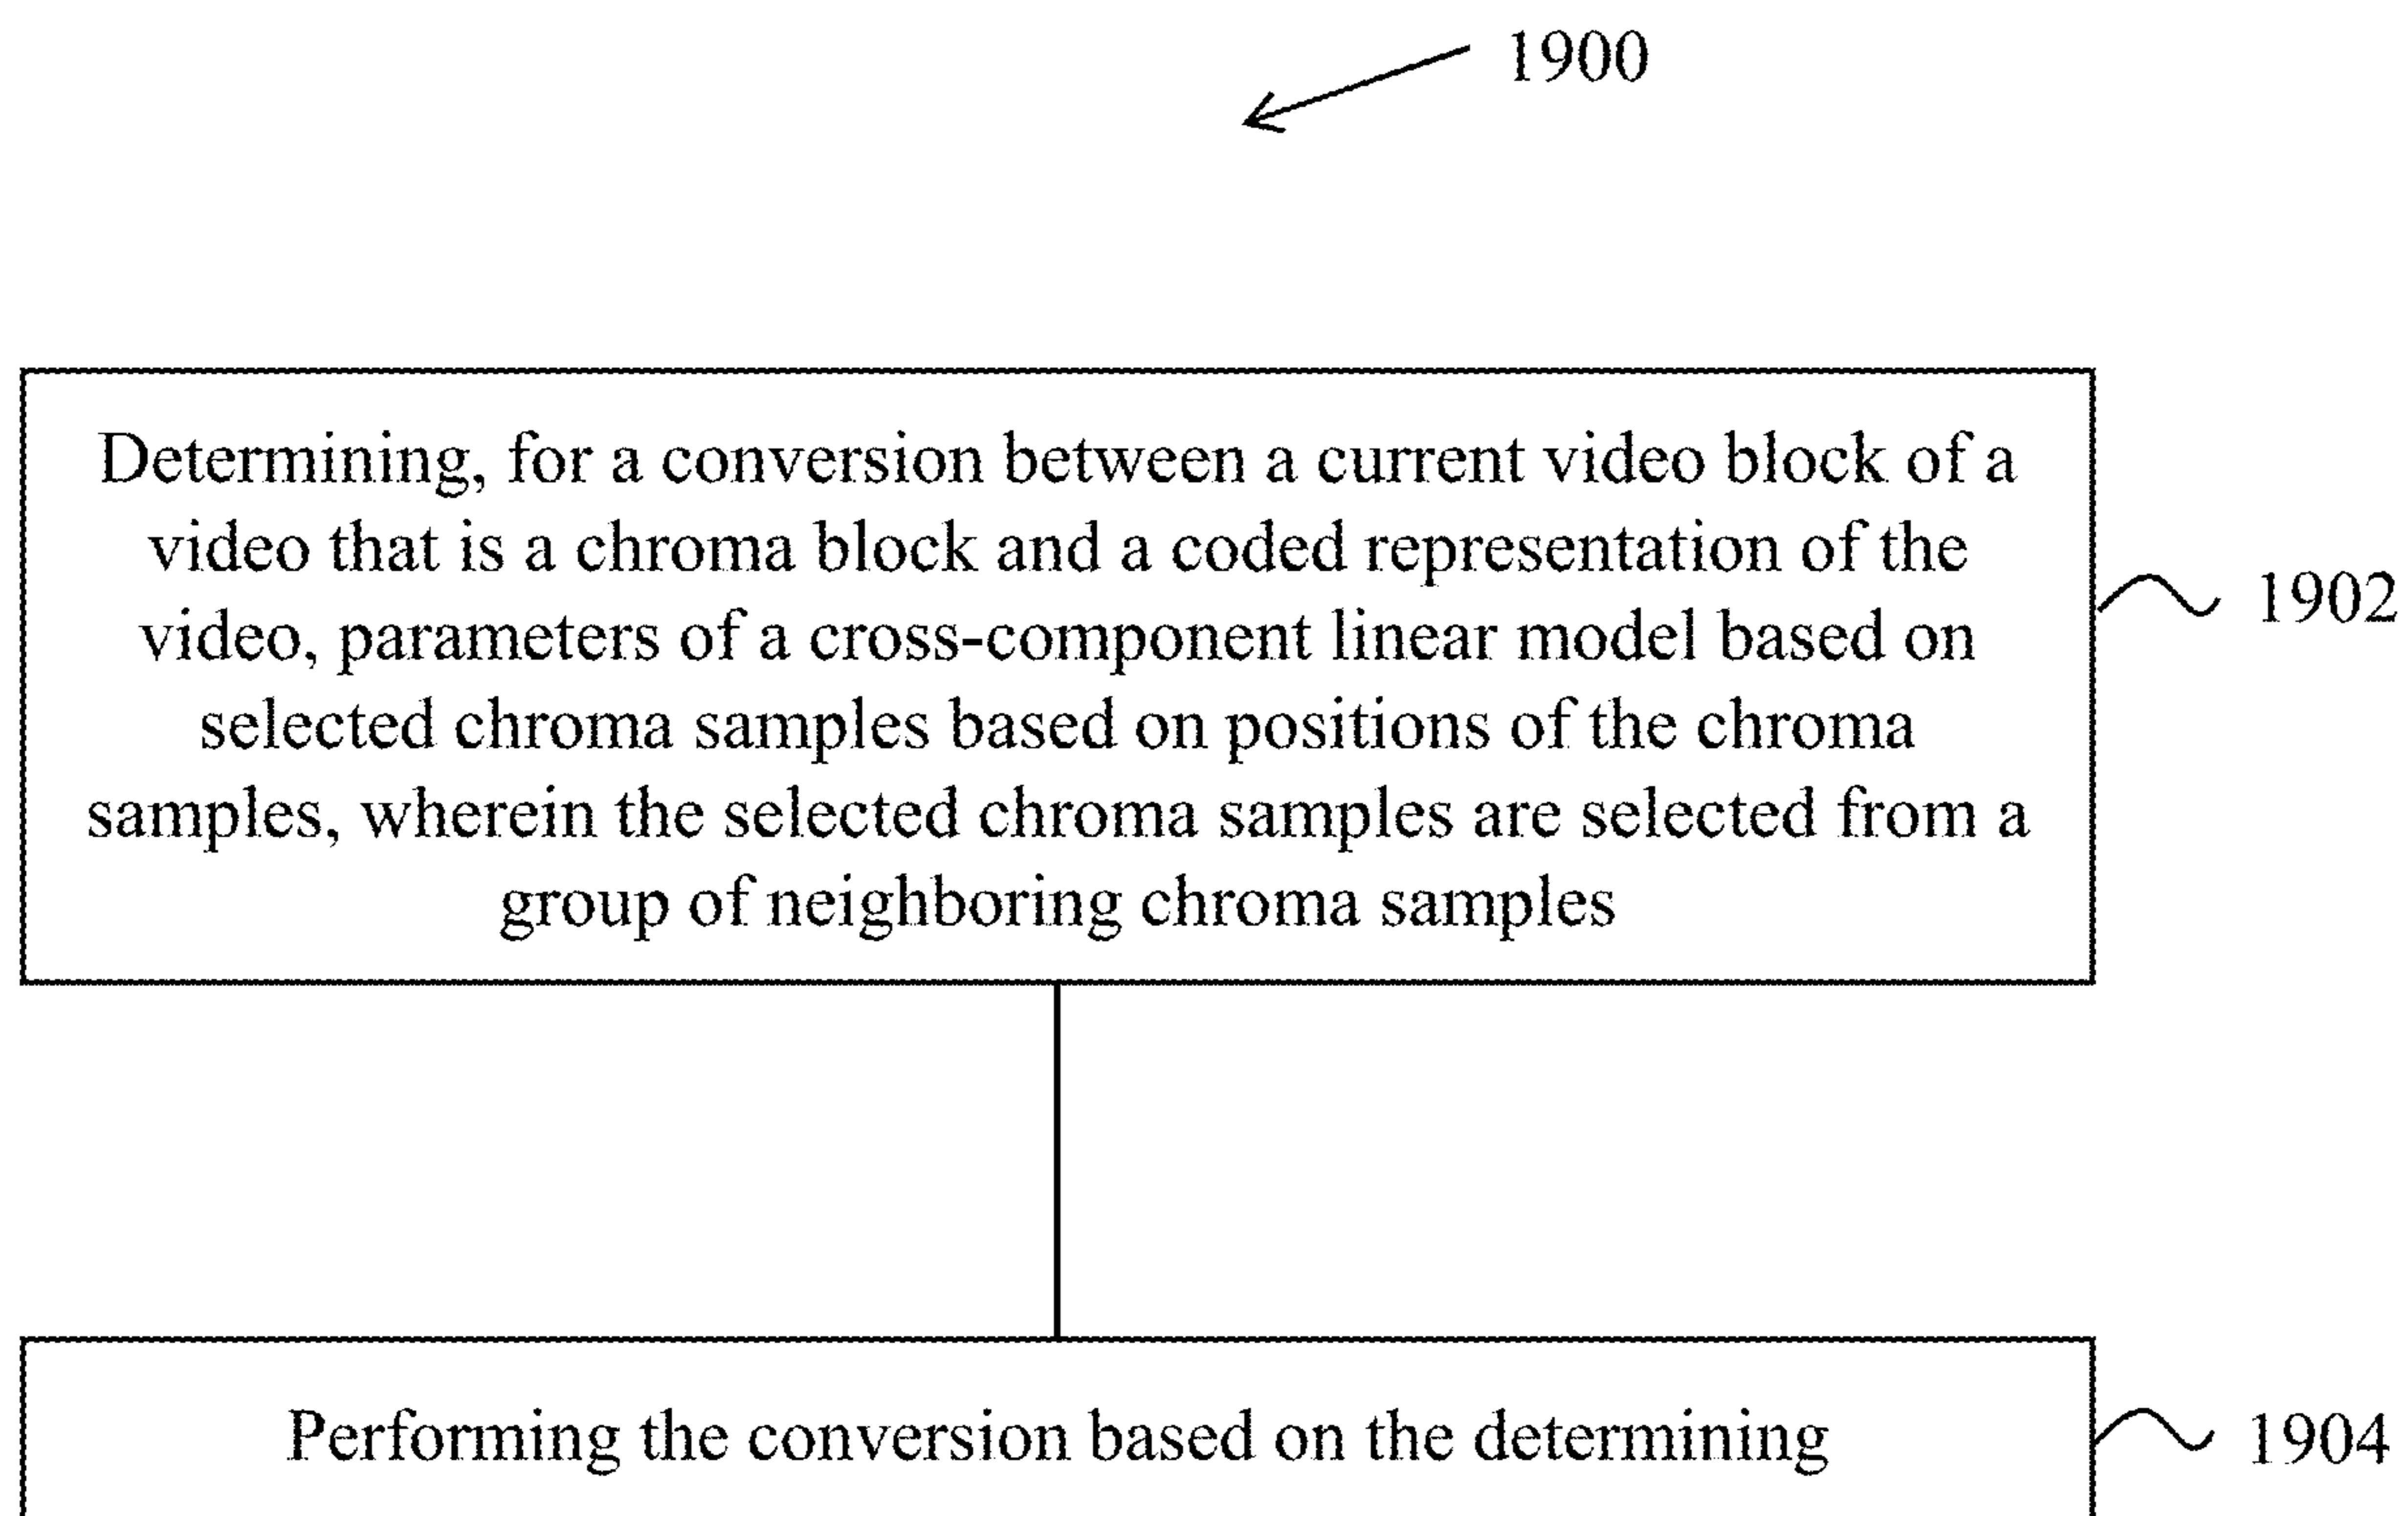 1900
Determining, for a conversion between a current video block of a
video that is a chroma block and a coded representation of the
video, parameters of a cross-component linear model based on
selected chroma samples based on positions of the chroma
samples, wherein the selected chroma samples are selected from a
group of neighboring chroma samples
1902
Performing the conversion based on the determining
1904